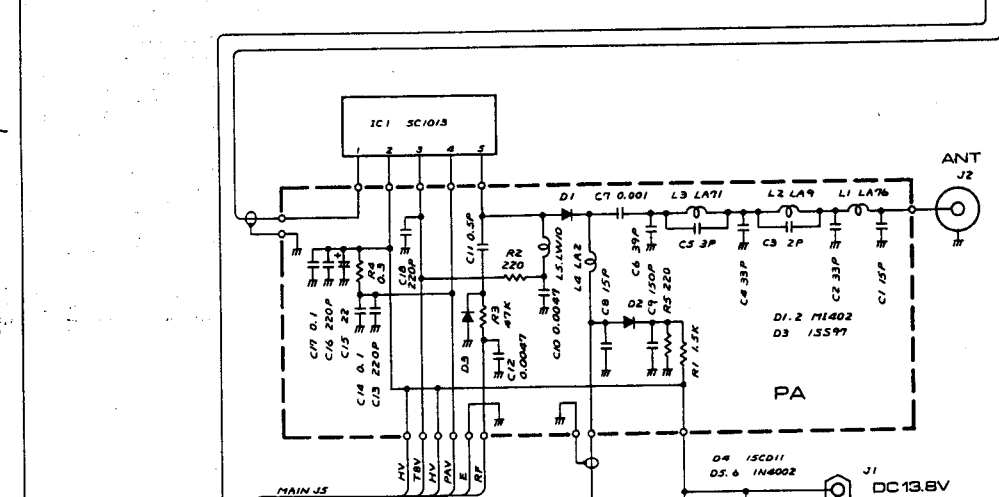 IC1 SC1013
1 2 3 4 5
ANT
J2
D1
C7 0.001
L3 LA71
L2 LA9
L1 LA76
C11 0.5P
C5 3P
C3 2P
R2
220
L5.LW10
L4 LA2
C6 39P
C4 33P
C2 33P
C1 15P
R4
0.3
C18
220P
C17 0.1
C16 220P
C15 22
+
C14 0.1
C13 220P
D3
R3
47K
C12
0.0047
C10 0.0047
C8 15P
D2
C9 150P
R5 220
R1 1.5K
D1.2 MI402
D3 1SS97
PA
HV
T8V
HV
PAV
E
RF
MAIN J5
D4 1SCD11
D5.6 1N4002
J1
DC 13.8V